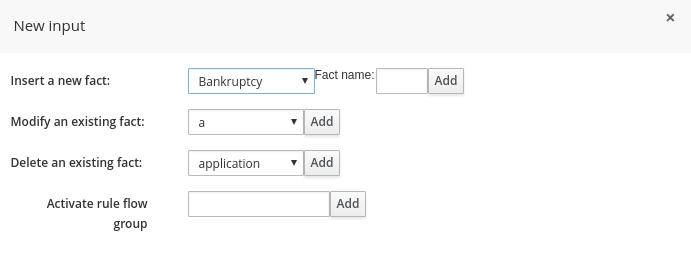 New input
×
Insert a new fact: Bankruptcy Fact name: Add
Modify an existing fact: a Add
Delete an existing fact: application Add
Activate rule flow Add
group